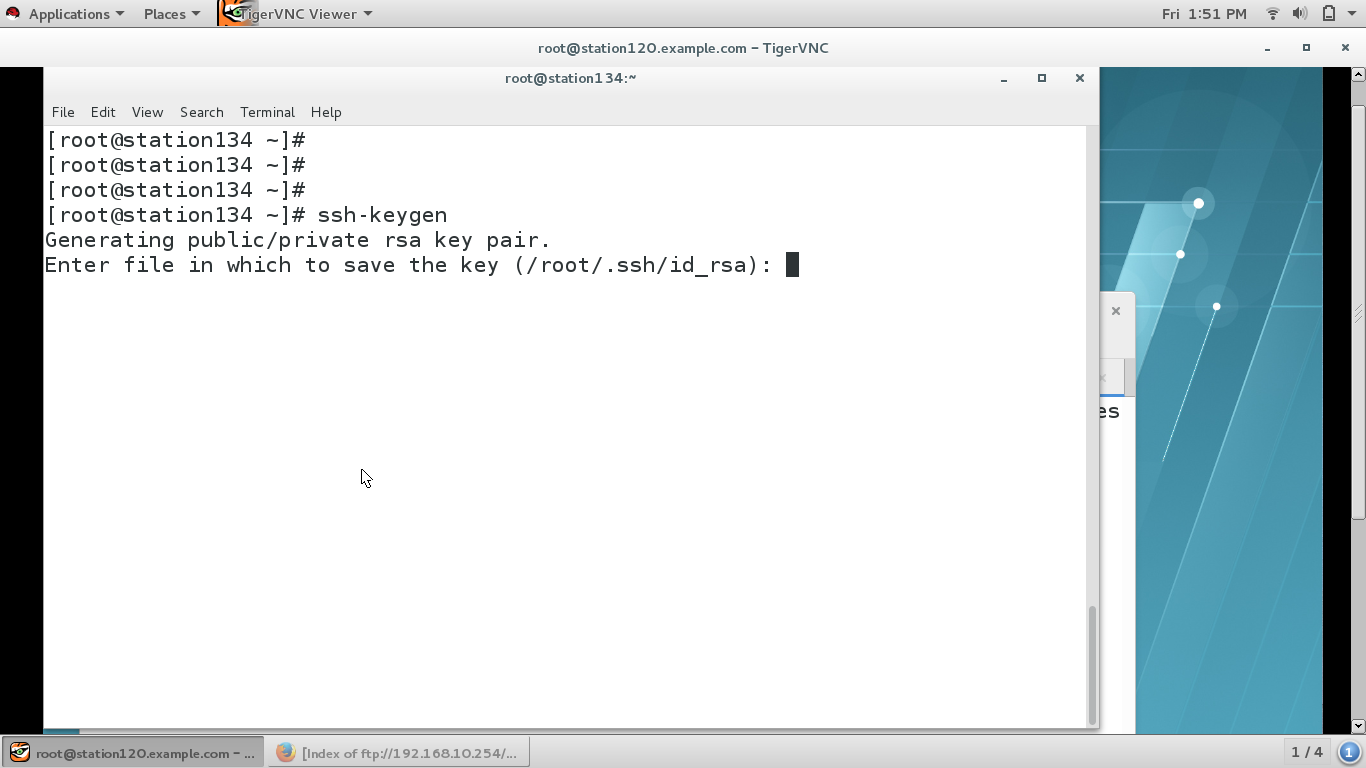 Applications Places TigerVNC Viewer Fri 1:51 PM
root@station120.example.com - TigerVNC
root@station134:~
File Edit View Search Terminal Help
[root@station134 ~]#
[root@station134 ~]#
[root@station134 ~]#
[root@station134 ~]# ssh-keygen
Generating public/private rsa key pair.
Enter file in which to save the key (/root/.ssh/id_rsa):
es
root@station120.example.com - ... [Index of ftp://192.168.10.254/... 1 / 4 1